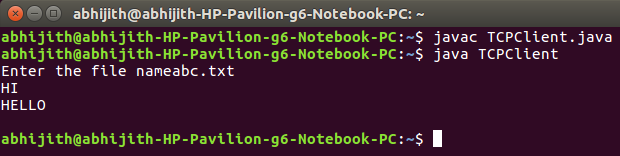 abhijith@abhijith-HP-Pavilion-g6-Notebook-PC: ~
abhijith@abhijith-HP-Pavilion-g6-Notebook-PC:~$ javac TCPClient.java
abhijith@abhijith-HP-Pavilion-g6-Notebook-PC:~$ java TCPClient
Enter the file nameabc.txt
HI
HELLO
abhijith@abhijith-HP-Pavilion-g6-Notebook-PC:~$